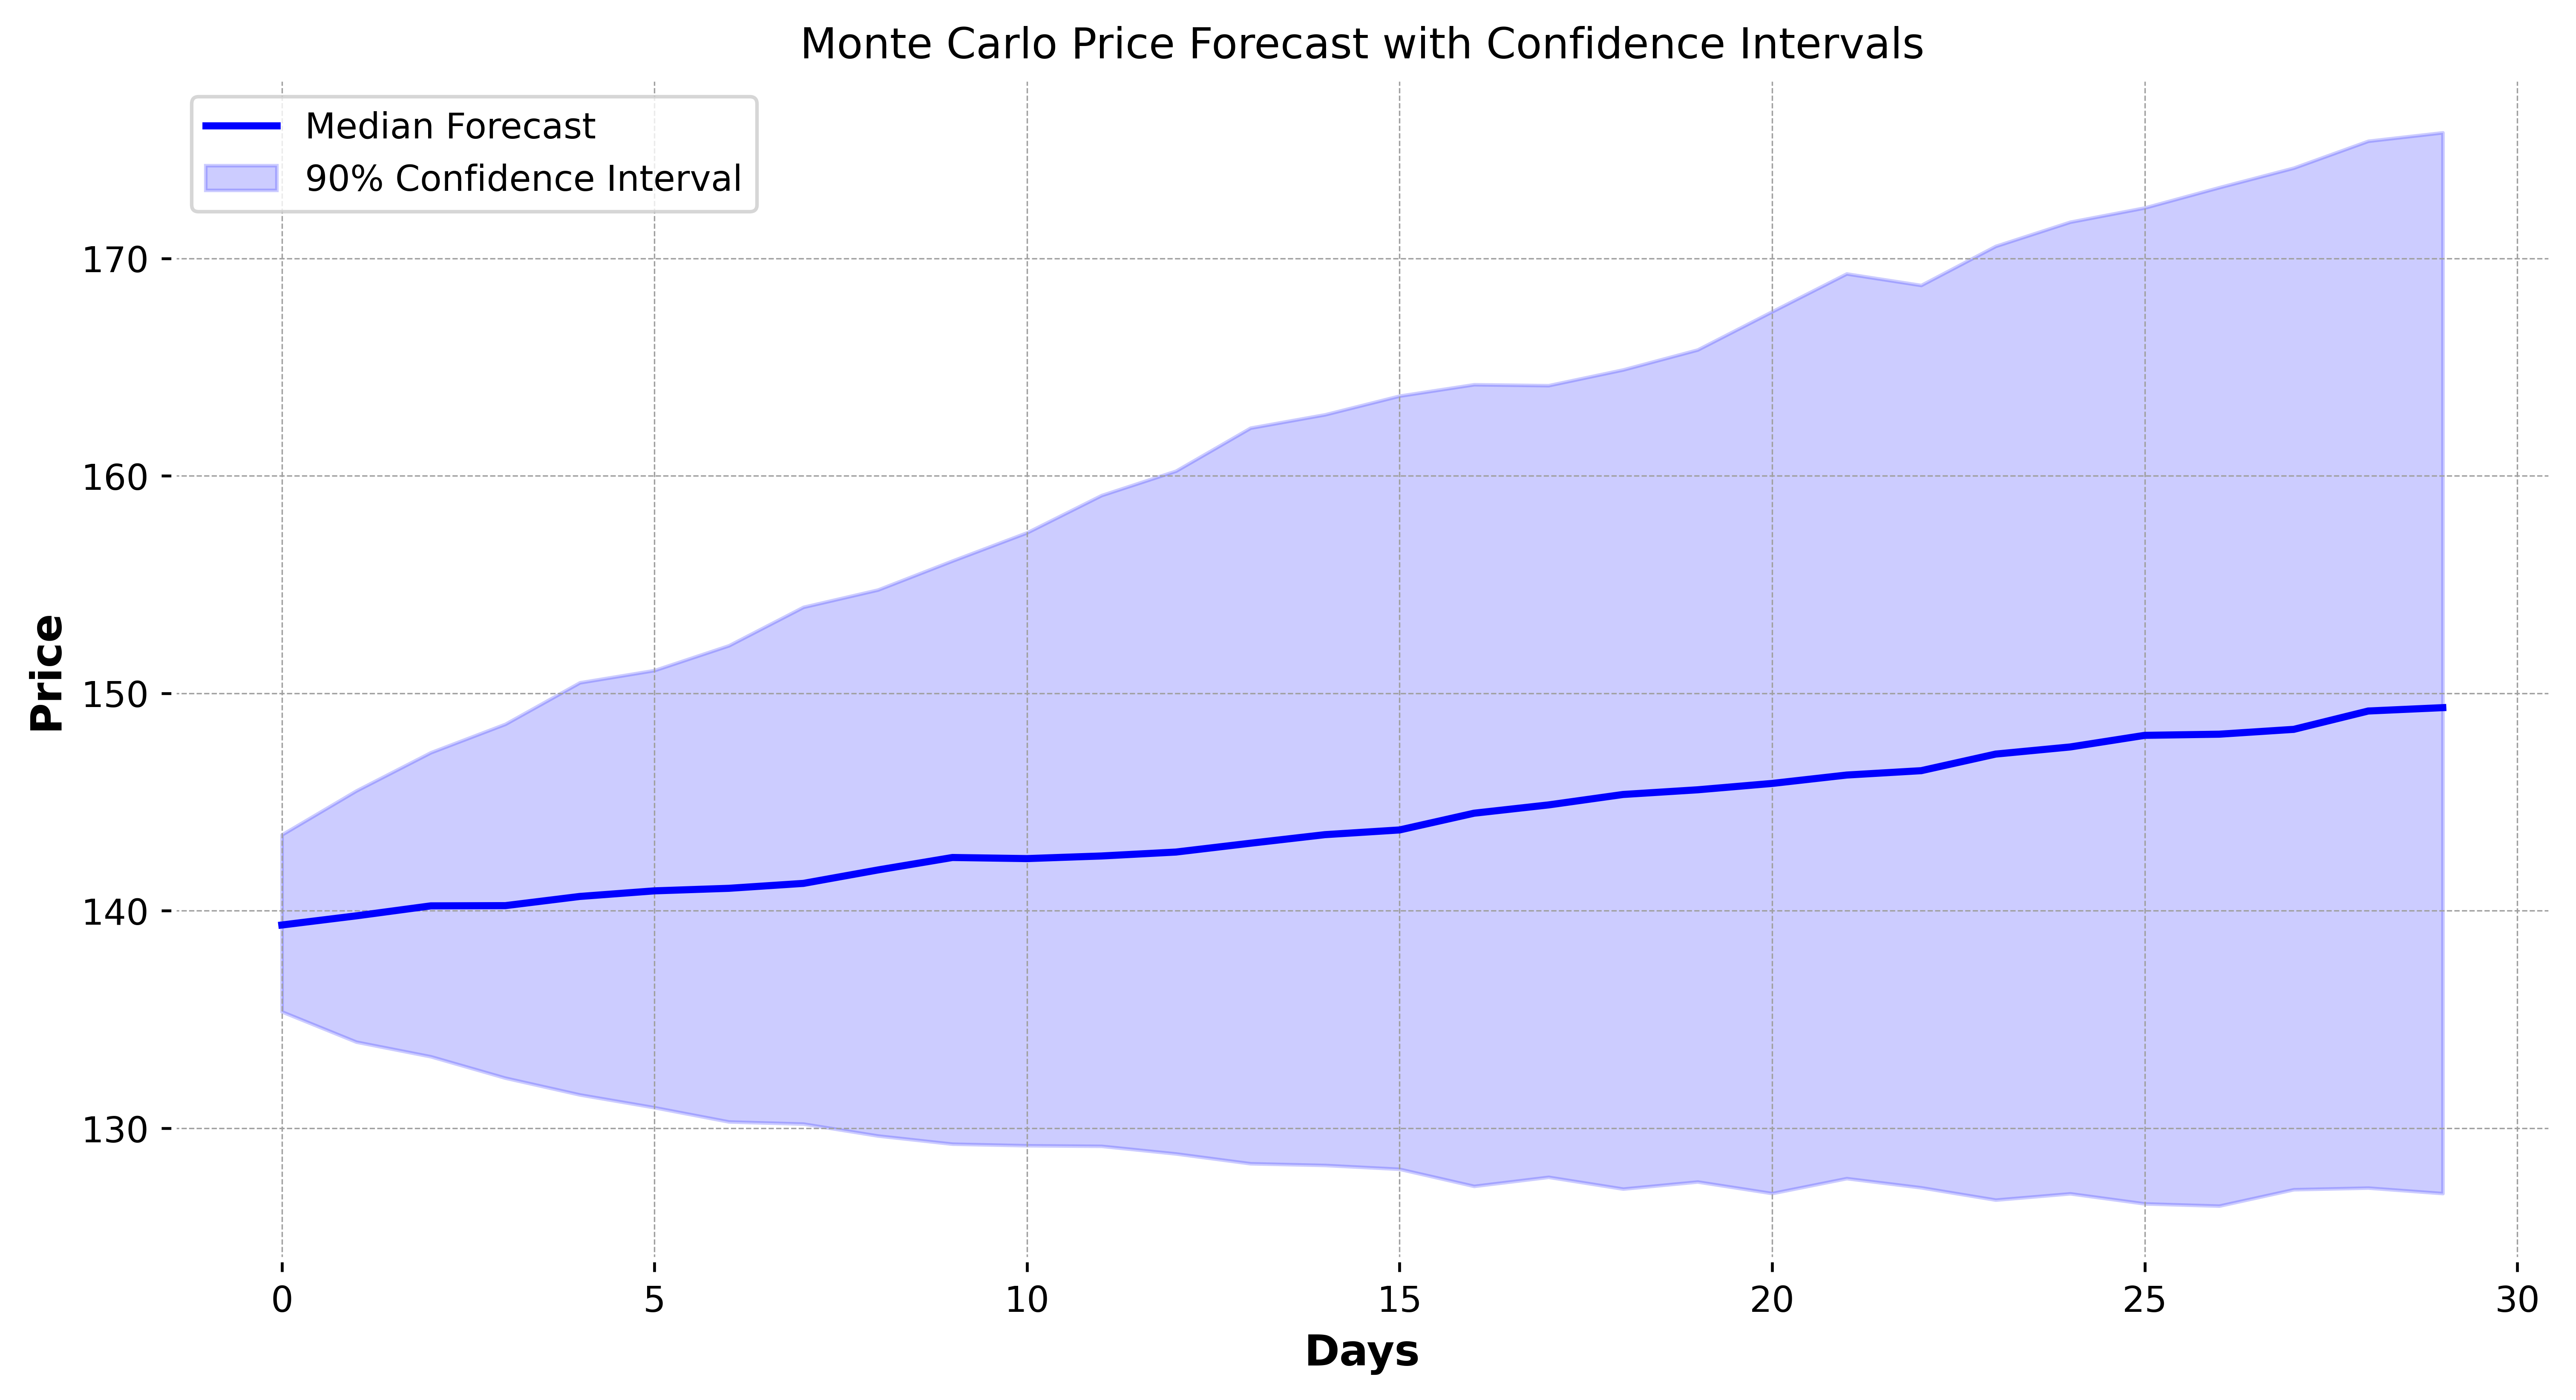 Monte Carlo Price Forecast with Confidence Intervals
Median Forecast
90% Confidence Interval
170
160
150
140
130
Price
0 5 10 15 20 25 30
Days